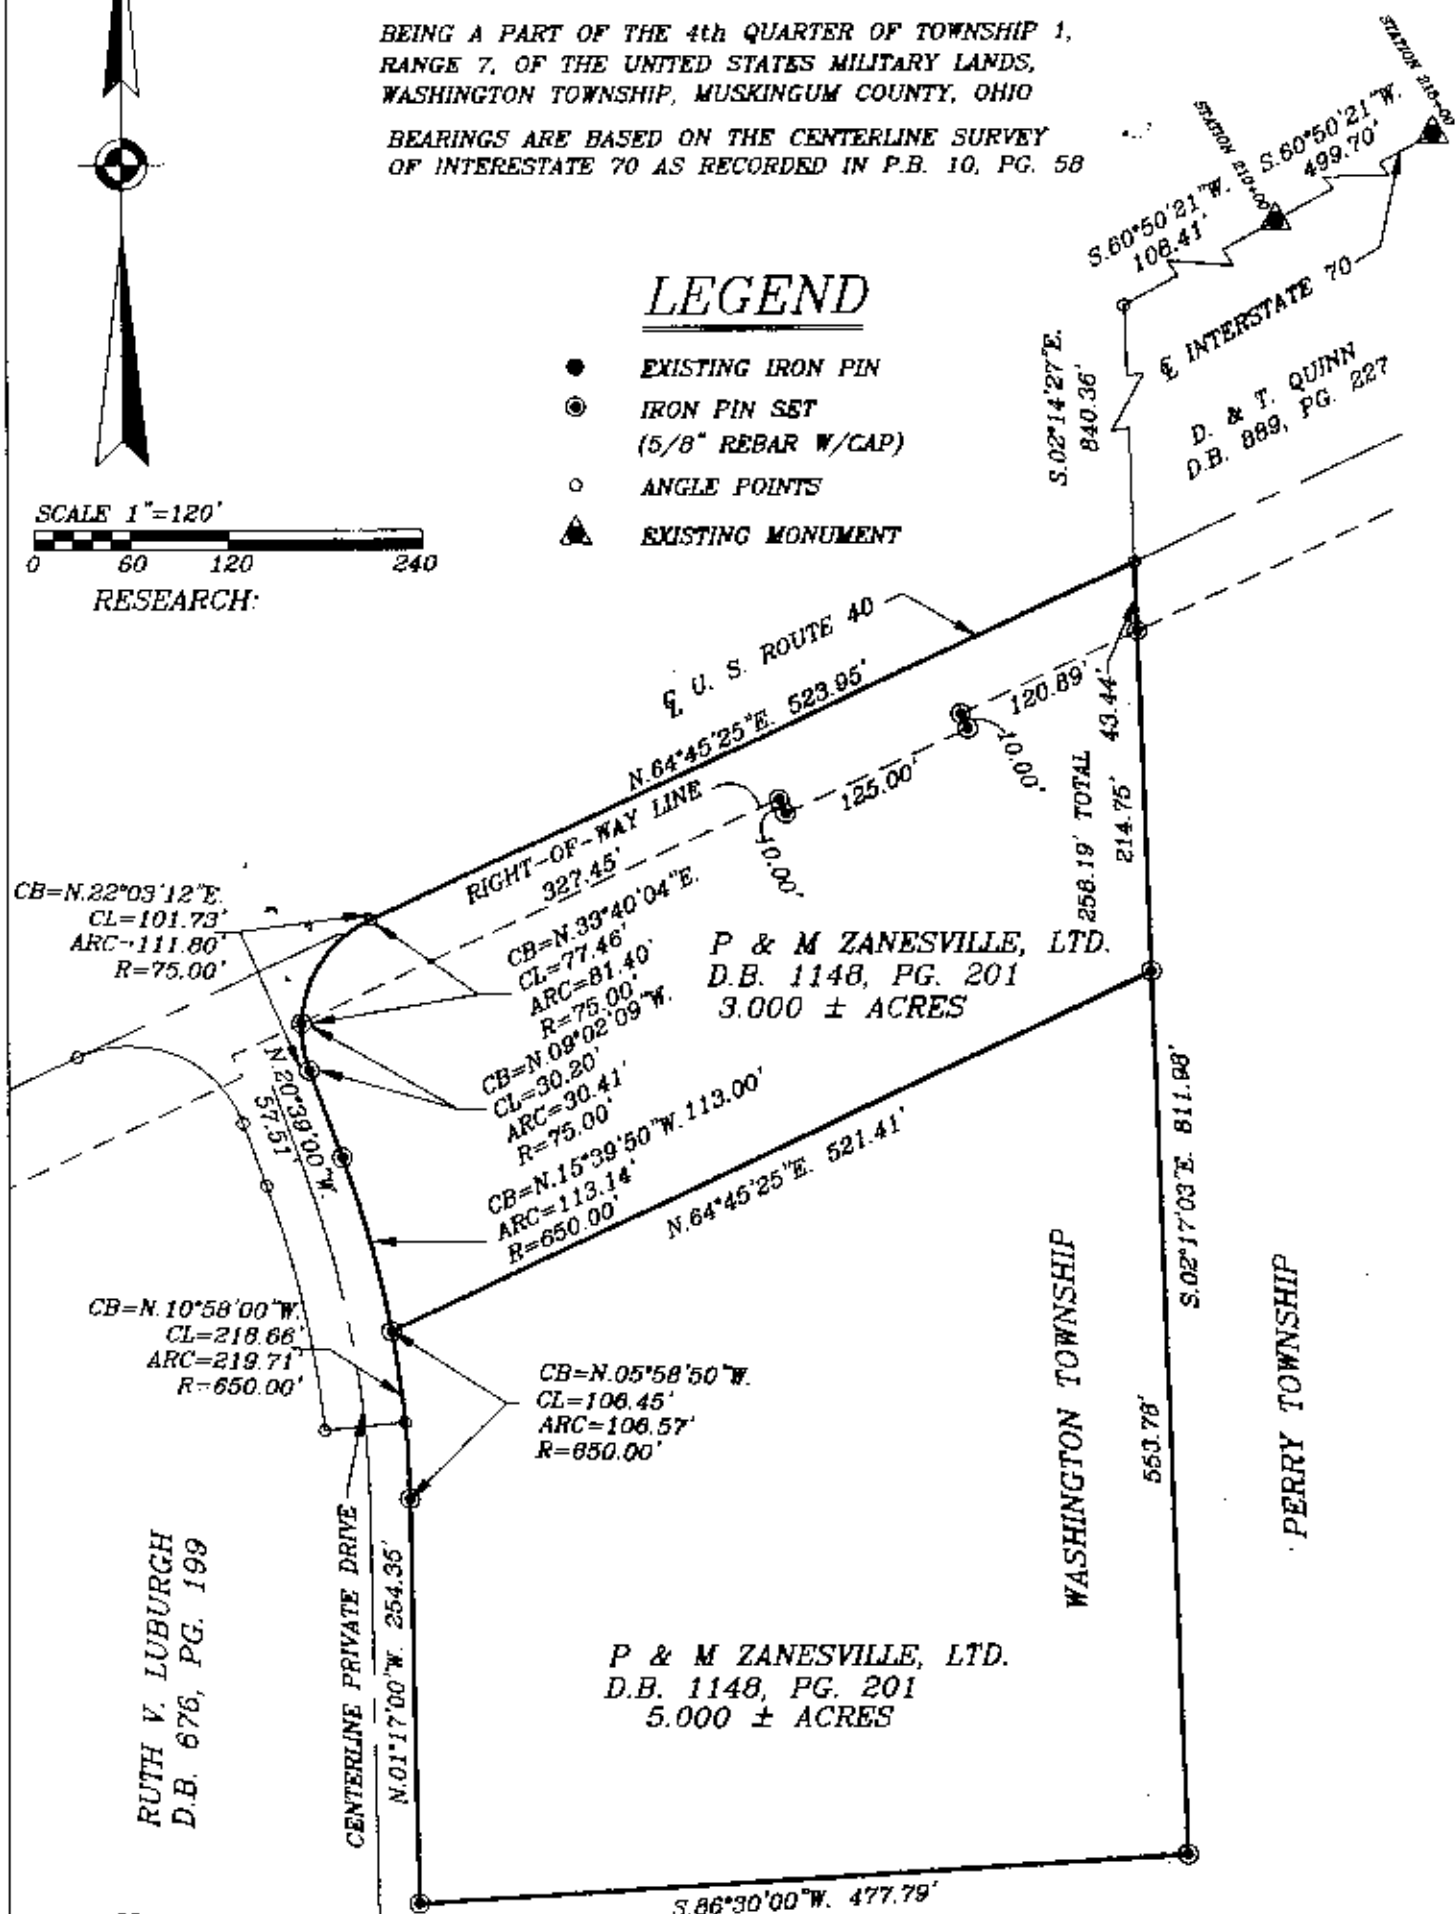 BEING A PART OF THE 4th QUARTER OF TOWNSHIP 1,
RANGE 7, OF THE UNITED STATES MILITARY LANDS,
WASHINGTON TOWNSHIP, MUSKINGUM COUNTY, OHIO
BEARINGS ARE BASED ON THE CENTERLINE SURVEY
OF INTERESTATE 70 AS RECORDED IN P.B. 10, PG. 58
STATION 215+00
STATION 210+00
S.60°50'21"W.
499.70'
S.60°50'21"W.
108.41'
℄ INTERSTATE 70
S.02°14'27"E.
840.36'
D. & T. QUINN
D.B. 889, PG. 227
LEGEND
EXISTING IRON PIN
IRON PIN SET
(5/8" REBAR W/CAP)
ANGLE POINTS
EXISTING MONUMENT
SCALE 1"=120'
0 60 120 240
RESEARCH:
℄ U. S. ROUTE 40
N.64°45'25"E. 523.95'
RIGHT-OF-WAY LINE
327.45'
10.00'
125.00'
10.00'
120.89'
43.44'
258.19' TOTAL
214.75'
CB=N.22°03'12"E.
CL=101.73'
ARC=111.80'
R=75.00'
CB=N.33°40'04"E.
CL=77.46'
ARC=81.40'
R=75.00'
CB=N.09°02'09"W.
CL=30.20'
ARC=30.41'
R=75.00'
CB=N.15°39'50"W. 113.00'
ARC=113.14'
R=650.00'
P & M ZANESVILLE, LTD.
D.B. 1148, PG. 201
3.000 ± ACRES
N.20°39'00"W.
57.51'
N.64°45'25"E. 521.41'
S.02°17'03"E. 811.98'
553.78'
CB=N.10°58'00"W.
CL=218.66'
ARC=219.71'
R=650.00'
CB=N.05°58'50"W.
CL=106.45'
ARC=106.57'
R=650.00'
WASHINGTON TOWNSHIP
PERRY TOWNSHIP
RUTH V. LUBURGH
D.B. 676, PG. 199
CENTERLINE PRIVATE DRIVE
N.01°17'00"W. 254.35'
P & M ZANESVILLE, LTD.
D.B. 1148, PG. 201
5.000 ± ACRES
S.86°30'00"W. 477.79'